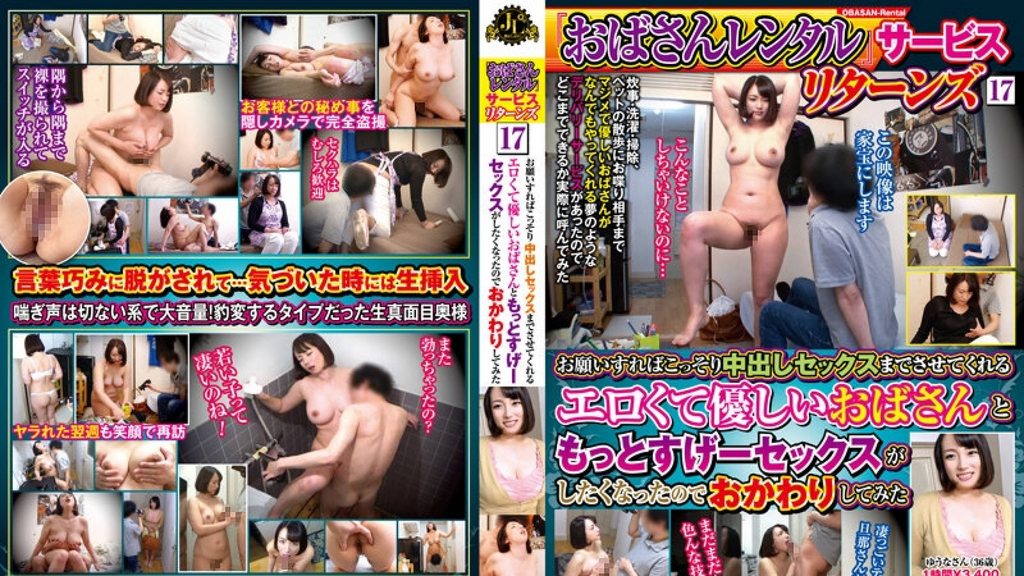 隅から隅まで
裸を撮られて
スイッチが入る
お客様との秘め事を
隠しカメラで完全盗撮
セクハラは
むしろ歓迎
言葉巧みに脱がされて…気づいた時には生挿入
喘ぎ声は切ない系で大音量!豹変するタイプだった生真面目奥様
若い子って
凄いのね!
また
勃っちゃったの?
ヤラれた翌週も笑顔で再訪
JP
おばさん
レンタル
サービス
リターンズ
17
お願いすればこっそり中出しセックスまでさせてくれる
エロくて優しいおばさんともっとすげー
セックスがしたくなったのでおかわりしてみた
OBASAN-Rental
『おばさんレンタル』サービス
リターンズ 17
炊事、洗濯、掃除、
ペットの散歩にお喋り相手まで
マジメで優しいおばさんが
なんでもやってくれる夢のような
デリバリーサービスがあったので、
どこまでできるか実際に呼んでみた
こんなこと
しちゃいけないのに…
この映像は
家宝にします
お願いすればこっそり中出しセックスまでさせてくれる
エロくて優しいおばさんと
もっとすげーセックスが
したくなったのでおかわりしてみた
まだまだ
色んな技
凄っごいテ
旦那さん
ゆうなさん(36歳)
1時間¥3,400